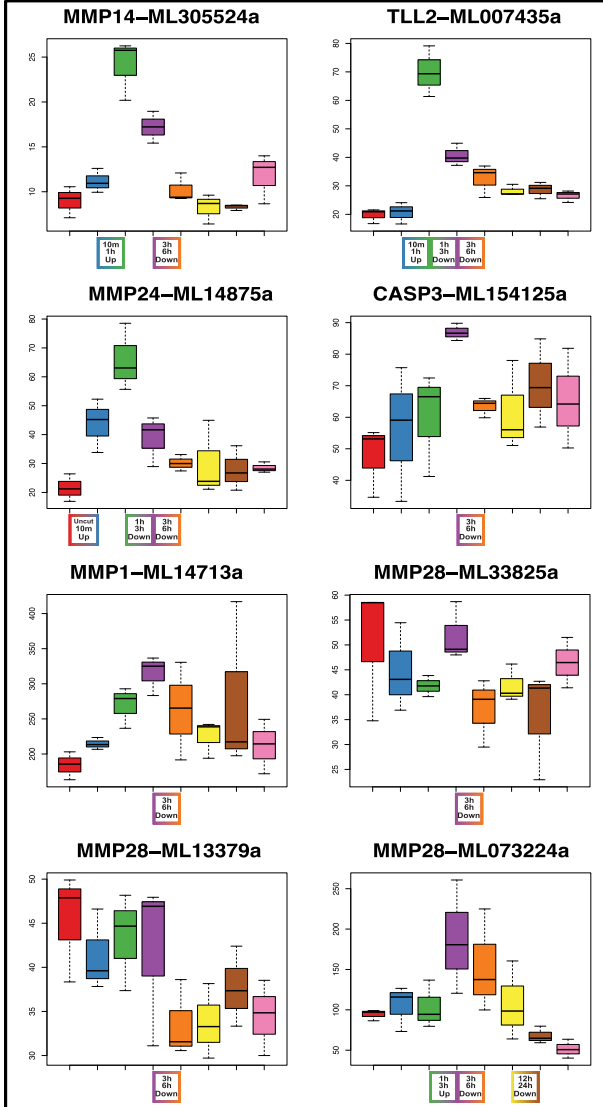 MMP14–ML305524a
25
20
15
10
10m
1h
Up
3h
6h
Down
TLL2–ML007435a
80
70
60
50
40
30
20
10m
1h
Up
1h
3h
Down
3h
6h
Down
MMP24–ML14875a
80
70
60
50
40
30
20
Uncut
10m
Up
1h
3h
Down
3h
6h
Down
CASP3–ML154125a
90
80
70
60
50
40
3h
6h
Down
MMP1–ML14713a
400
350
300
250
200
3h
6h
Down
MMP28–ML33825a
60
55
50
45
40
35
30
25
3h
6h
Down
MMP28–ML13379a
50
45
40
35
30
3h
6h
Down
MMP28–ML073224a
250
200
150
100
50
1h
3h
Up
3h
6h
Down
12h
24h
Down